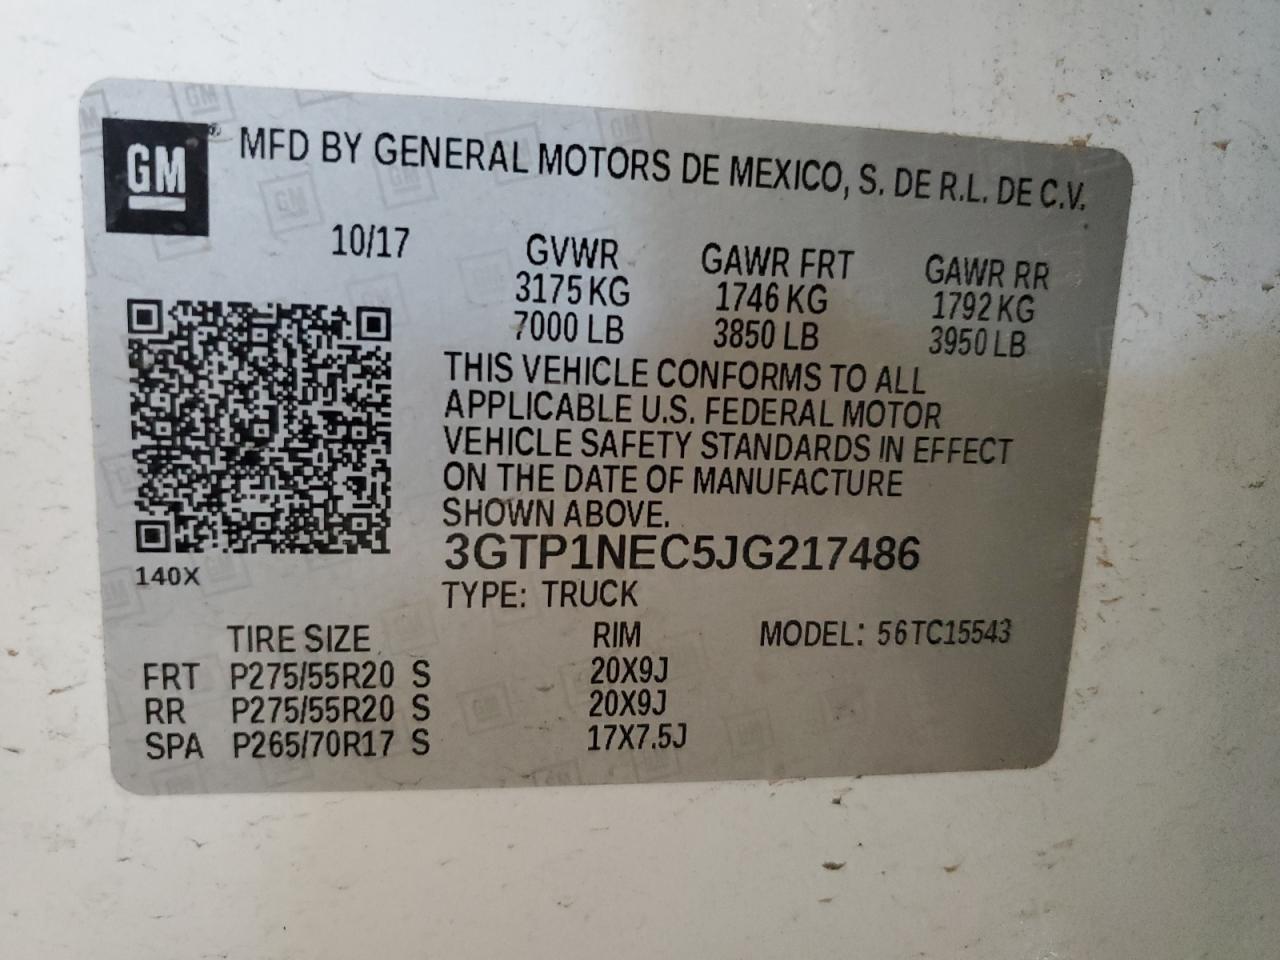 GM
MFD BY GENERAL MOTORS DE MEXICO, S. DE R.L. DE C.V.
10/17
GVWR GAWR FRT GAWR RR
3175 KG 1746 KG 1792 KG
7000 LB 3850 LB 3950 LB
THIS VEHICLE CONFORMS TO ALL
APPLICABLE U.S. FEDERAL MOTOR
VEHICLE SAFETY STANDARDS IN EFFECT
ON THE DATE OF MANUFACTURE
SHOWN ABOVE.
3GTP1NEC5JG217486
140X
TYPE: TRUCK
TIRE SIZE RIM MODEL: 56TC15543
FRT P275/55R20 S 20X9J
RR P275/55R20 S 20X9J
SPA P265/70R17 S 17X7.5J